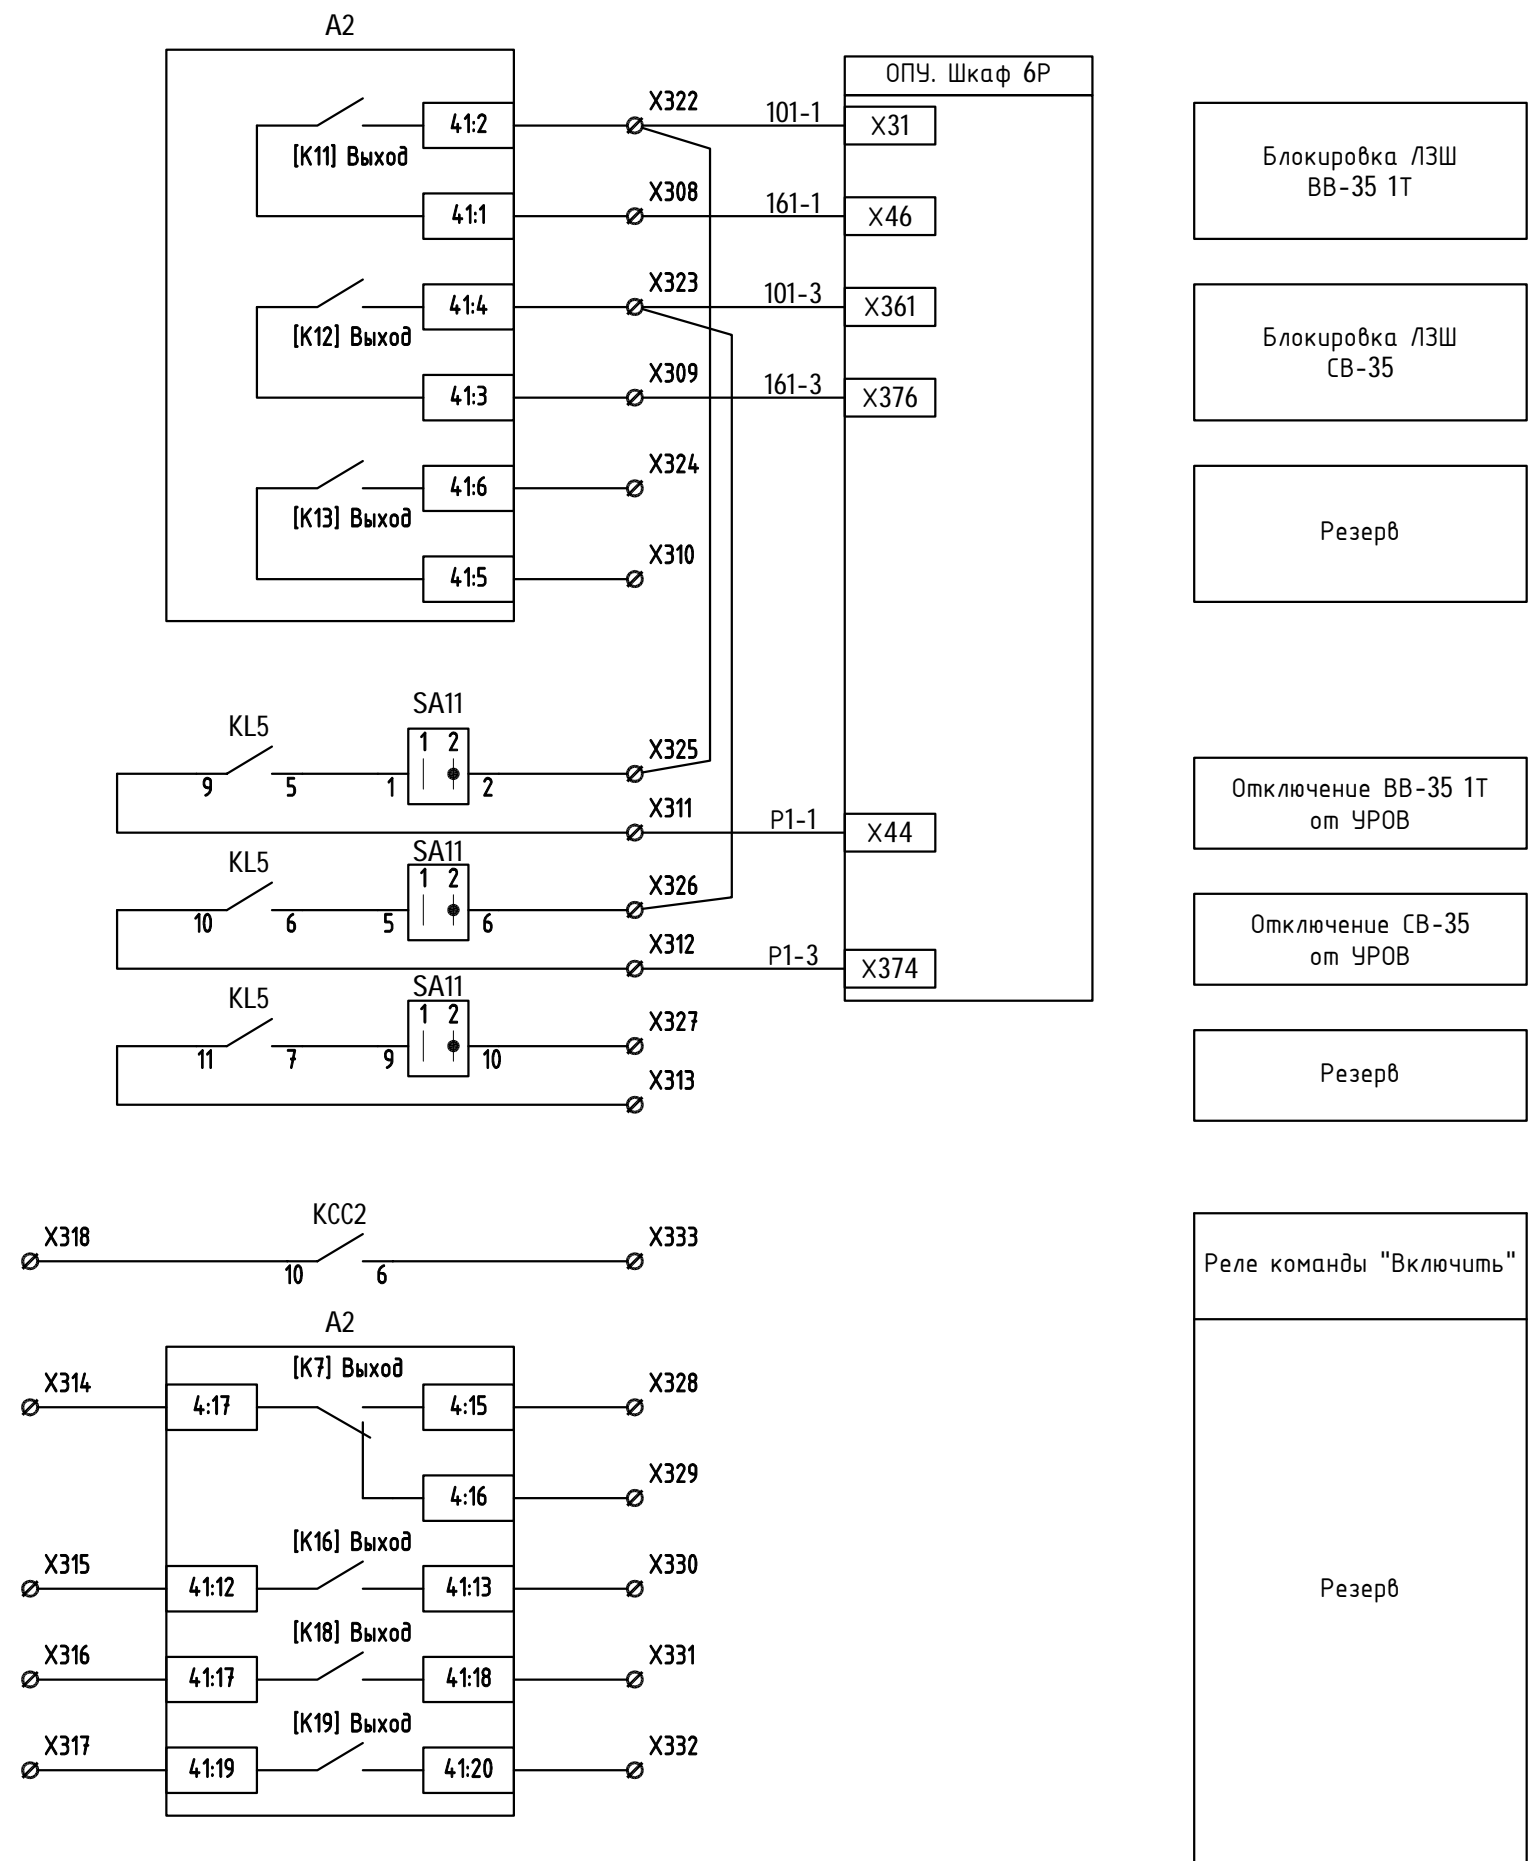 A2
ОПУ. Шкаф 6Р
41:2
X322
101-1
X31
[K11] Выход
Блокировка ЛЗШ
ВВ-35 1Т
41:1
X308
161-1
X46
41:4
X323
101-3
X361
[K12] Выход
Блокировка ЛЗШ
СВ-35
41:3
X309
161-3
X376
41:6
X324
[K13] Выход
Резерв
41:5
X310
KL5
SA11
1 2
9 5 1 2
X325
X311
P1-1
X44
Отключение ВВ-35 1Т
от УРОВ
KL5
SA11
1 2
10 6 5 6
X326
X312
P1-3
X374
Отключение СВ-35
от УРОВ
KL5
SA11
1 2
11 7 9 10
X327
X313
Резерв
X318
KCC2
10 6
X333
Реле команды "Включить"
A2
[K7] Выход
X314
4:17
4:15
X328
4:16
X329
[K16] Выход
X315
41:12
41:13
X330
Резерв
[K18] Выход
X316
41:17
41:18
X331
[K19] Выход
X317
41:19
41:20
X332